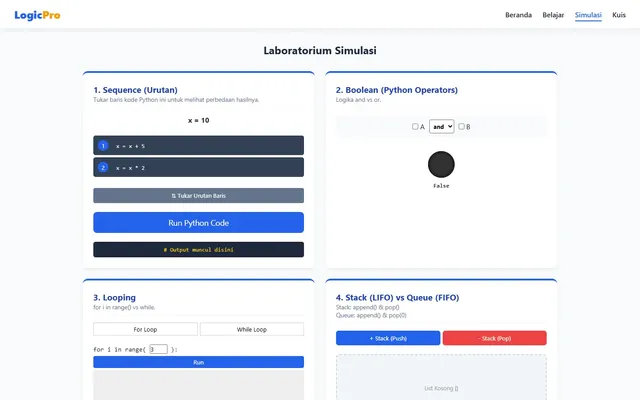 LogicPro
Beranda Belajar Simulasi Kuis
Laboratorium Simulasi
1. Sequence (Urutan)
Tukar baris kode Python ini untuk melihat perbedaan hasilnya.
x = 10
1 x = x + 5
2 x = x * 2
⇅ Tukar Urutan Baris
Run Python Code
# Output muncul disini
2. Boolean (Python Operators)
Logika and vs or.
A and B
False
3. Looping
for i in range() vs while.
For Loop While Loop
for i in range( 3 ):
Run
4. Stack (LIFO) vs Queue (FIFO)
Stack: append() & pop()
Queue: append() & pop(0)
+ Stack (Push) - Stack (Pop)
List Kosong []